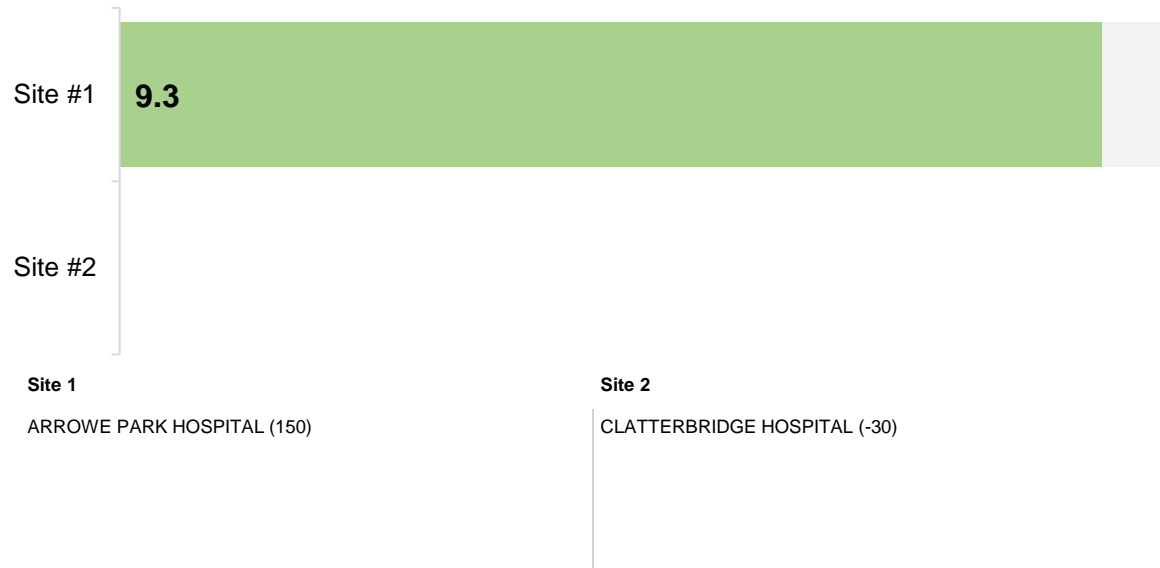 Site #1
9.3
Site #2
Site 1
Site 2
ARROWE PARK HOSPITAL (150)
CLATTERBRIDGE HOSPITAL (-30)